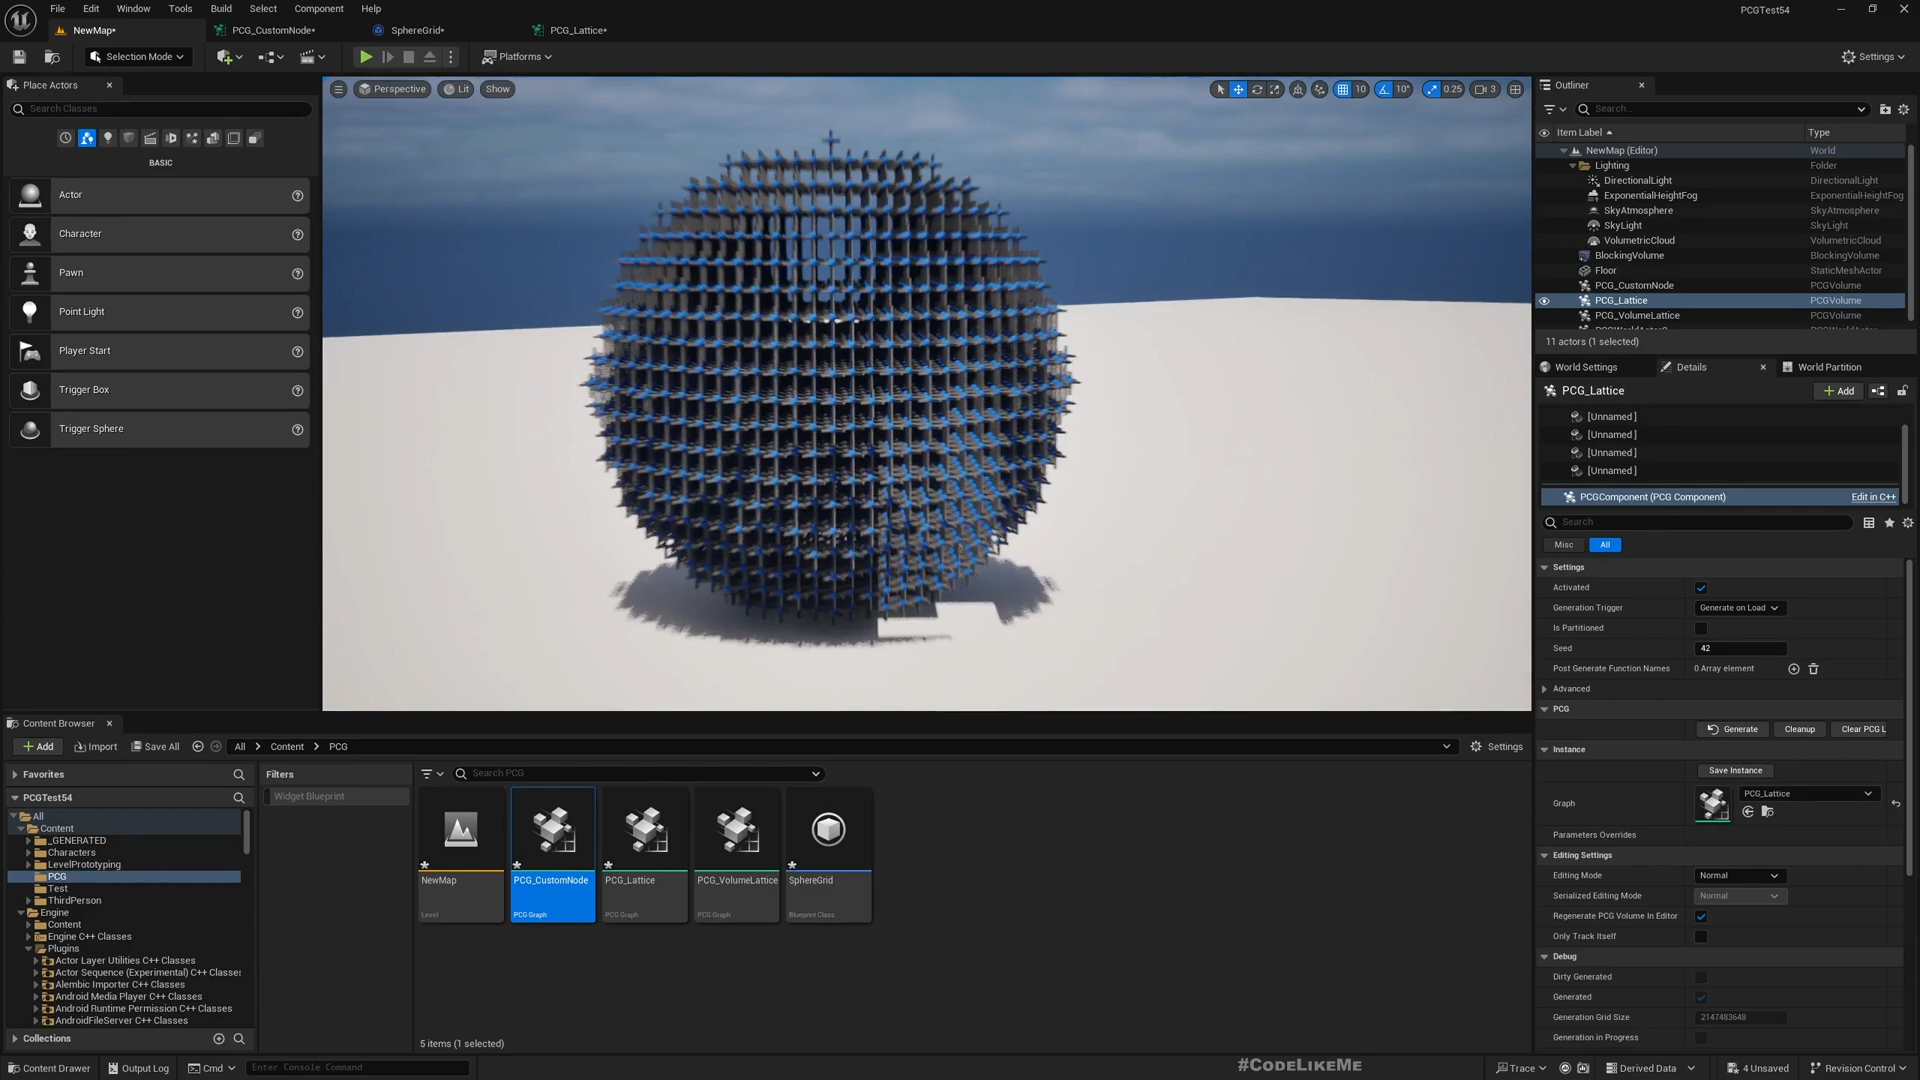 File Edit Window Tools Build Select Component Help
PCGTest54
NewMap*
PCG_CustomNode*
SphereGrid*
PCG_Lattice*
Selection Mode
Platforms
Settings
Place Actors
Search Classes
BASIC
Actor
Character
Pawn
Point Light
Player Start
Trigger Box
Trigger Sphere
Perspective Lit Show
10 10° 0.25 3
Outliner
Search...
Item Label Type
NewMap (Editor) World
Lighting Folder
DirectionalLight DirectionalLight
ExponentialHeightFog ExponentialHeightFog
SkyAtmosphere SkyAtmosphere
SkyLight SkyLight
VolumetricCloud VolumetricCloud
BlockingVolume BlockingVolume
Floor StaticMeshActor
PCG_CustomNode PCGVolume
PCG_Lattice PCGVolume
PCG_VolumeLattice PCGVolume
11 actors (1 selected)
World Settings Details World Partition
PCG_Lattice
Add
[Unnamed ]
[Unnamed ]
[Unnamed ]
[Unnamed ]
PCGComponent (PCG Component) Edit in C++
Search
Misc All
Settings
Activated
Generation Trigger Generate on Load
Is Partitioned
Seed 42
Post Generate Function Names 0 Array element
Advanced
PCG
Generate Cleanup Clear PCG L
Instance
Save Instance
Graph PCG_Lattice
Parameters Overrides
Editing Settings
Editing Mode Normal
Serialized Editing Mode Normal
Regenerate PCG Volume In Editor
Only Track Itself
Debug
Dirty Generated
Generated
Generation Grid Size 2147483648
Generation in Progress
Content Browser
Add Import Save All All Content PCG Settings
Favorites
PCGTest54
All
Content
_GENERATED
Characters
LevelPrototyping
PCG
Test
ThirdPerson
Engine
Content
Engine C++ Classes
Plugins
Actor Layer Utilities C++ Classes
Actor Sequence (Experimental) C++ Classes
Alembic Importer C++ Classes
Android Media Player C++ Classes
Android Runtime Permission C++ Classes
AndroidFileServer C++ Classes
Collections
Filters
Widget Blueprint
Search PCG
NewMap
Level
PCG_CustomNode
PCG Graph
PCG_Lattice
PCG Graph
PCG_VolumeLattice
PCG Graph
SphereGrid
Blueprint Class
5 items (1 selected)
Content Drawer Output Log Cmd Enter Console Command
#CODELIKEME
Trace Derived Data 4 Unsaved Revision Control